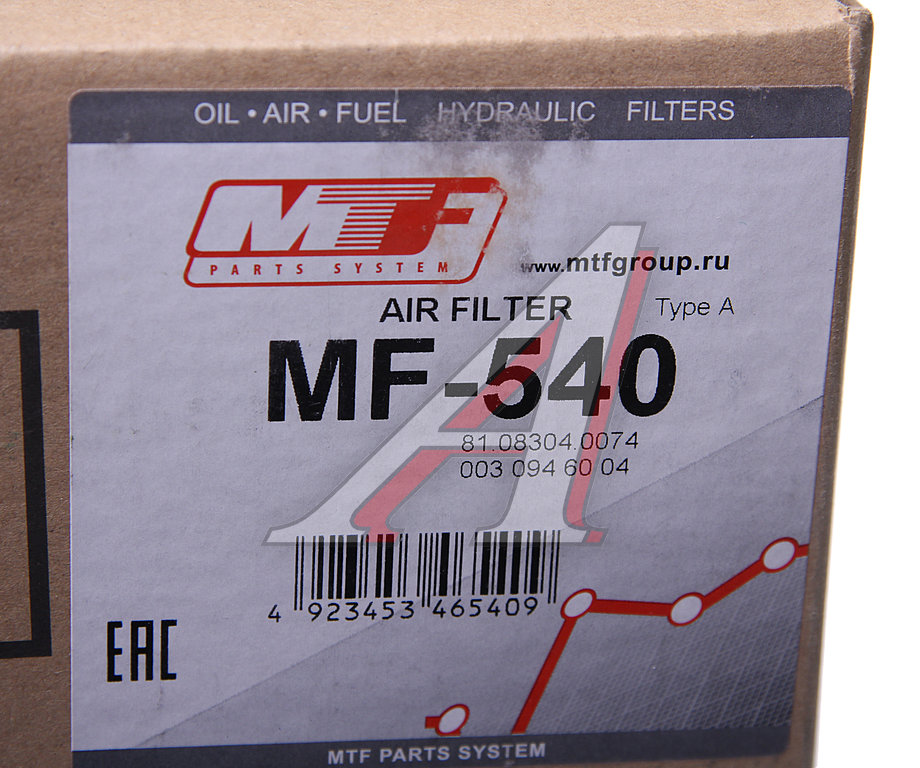 OIL • AIR • FUEL HYDRAULIC FILTERS
MTF
PARTS SYSTEM
www.mtfgroup.ru
AIR FILTER Type A
MF-540
81.08304.0074
003 094 60 04
4 923453 465409
EAC
MTF PARTS SYSTEM